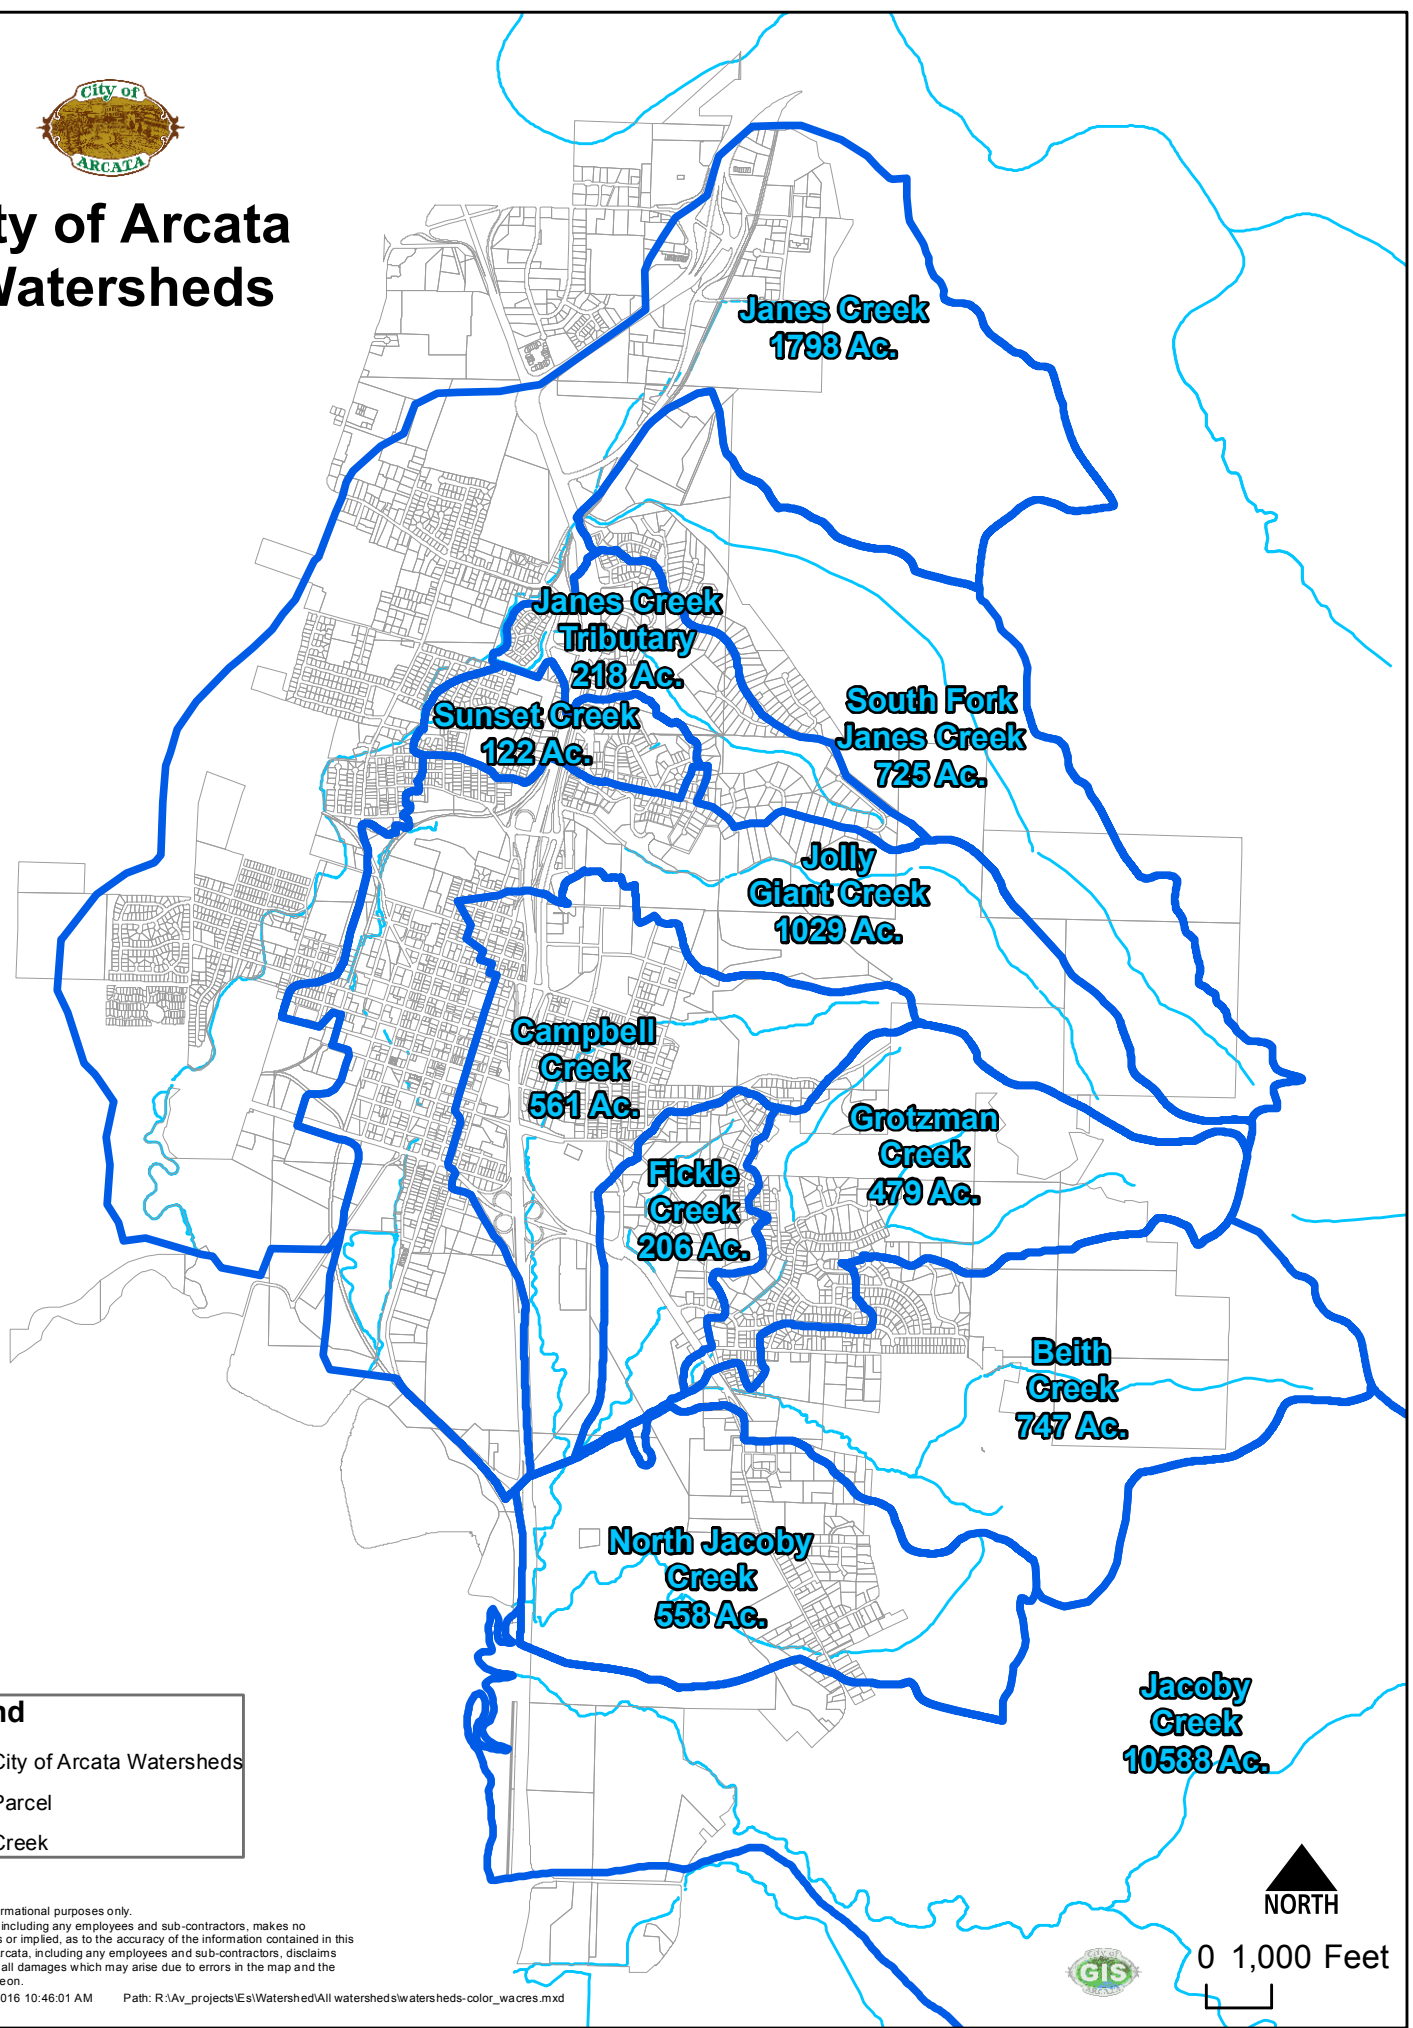 City of
ARCATA
ty of Arcata
Watersheds
Janes Creek
1798 Ac.
Janes Creek
Tributary
218 Ac.
Sunset Creek
122 Ac.
South Fork
Janes Creek
725 Ac.
Jolly
Giant Creek
1029 Ac.
Campbell
Creek
561 Ac.
Grotzman
Creek
479 Ac.
Fickle
Creek
206 Ac.
Beith
Creek
747 Ac.
North Jacoby
Creek
558 Ac.
Jacoby
Creek
10588 Ac.
nd
City of Arcata Watersheds
Parcel
Creek
NORTH
GIS
0 1,000 Feet
rmational purposes only.
including any employees and sub-contractors, makes no
s or implied, as to the accuracy of the information contained in this
rcata, including any employees and sub-contractors, disclaims
all damages which may arise due to errors in the map and the
eon.
016 10:46:01 AM Path: R:\Av_projects\Es\Watershed\All watersheds\watersheds-color_wacres.mxd